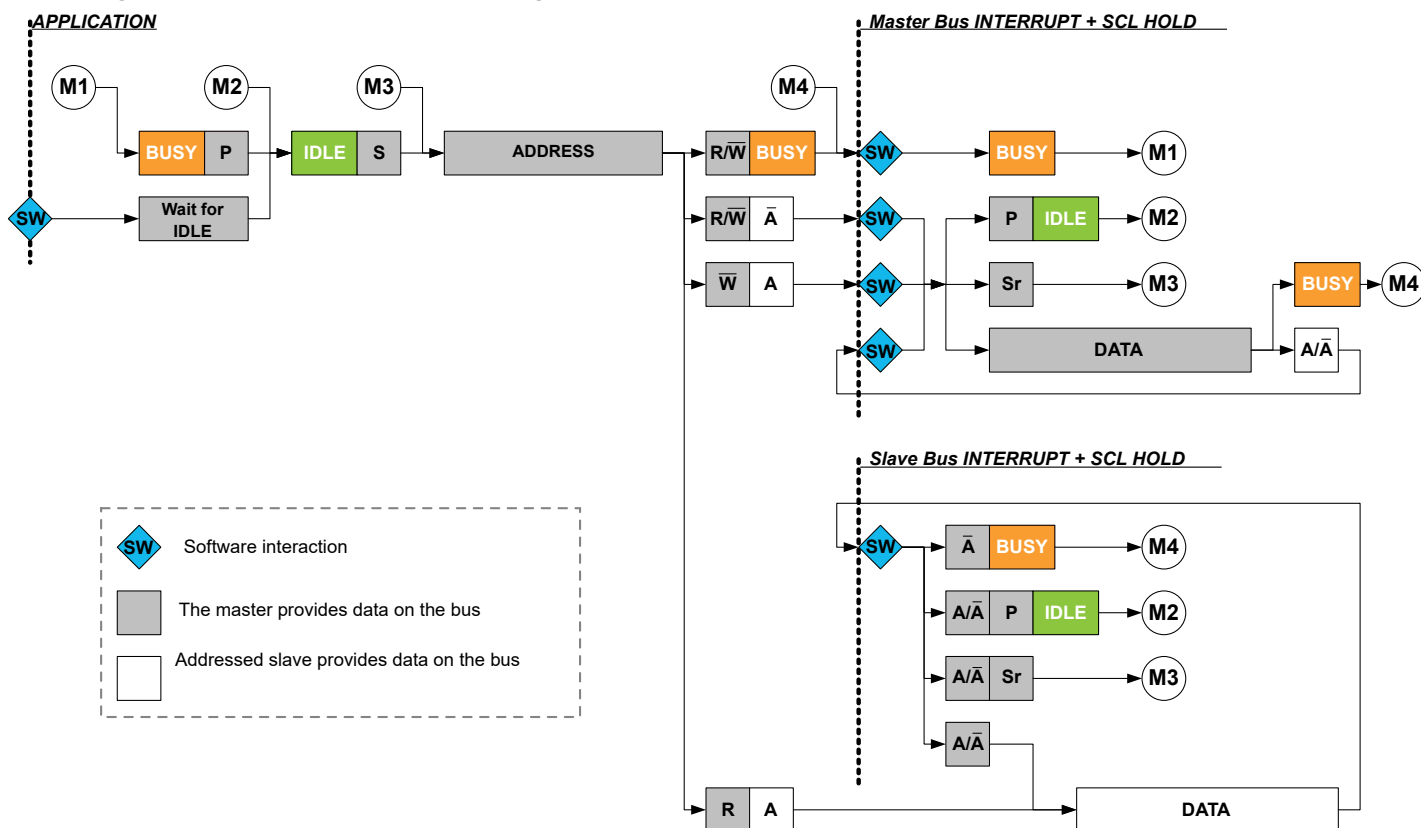 APPLICATION
Master Bus INTERRUPT + SCL HOLD
M1
M2
M3
M4
BUSY P IDLE S ADDRESS R/W̅ BUSY SW BUSY M1
SW Wait for
IDLE
R/W̅ A̅ SW P IDLE M2
W̅ A SW Sr M3 BUSY M4
SW DATA A/A̅
Slave Bus INTERRUPT + SCL HOLD
SW A̅ BUSY M4
A/A̅ P IDLE M2
A/A̅ Sr M3
A/A̅
R A DATA
SW Software interaction
The master provides data on the bus
Addressed slave provides data on the bus